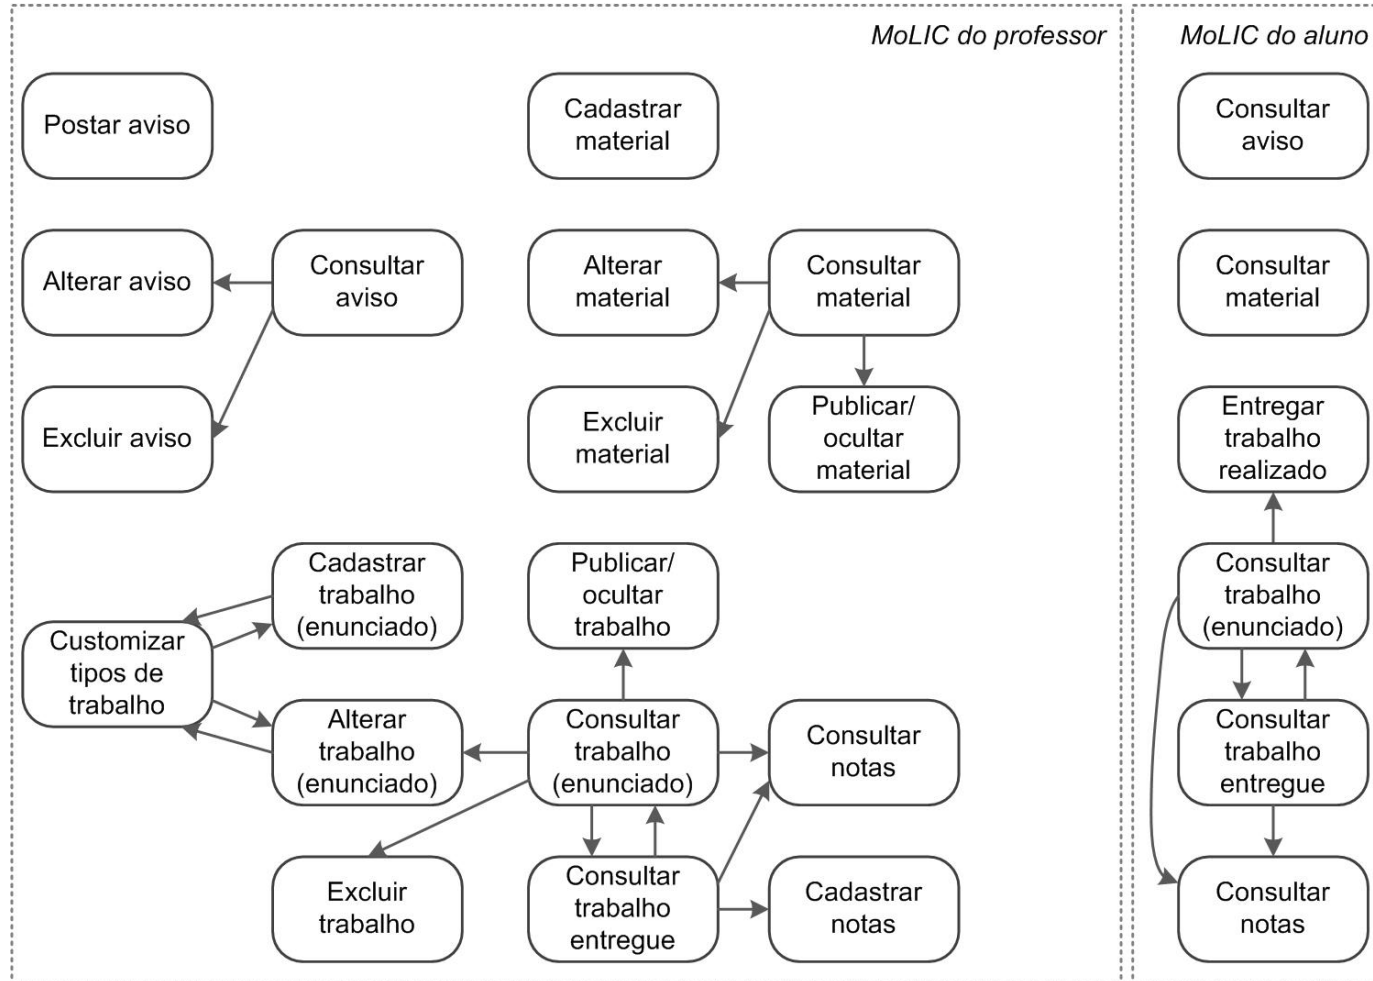 MoLIC do professor
MoLIC do aluno
Postar aviso
Cadastrar
material
Consultar
aviso
Alterar aviso
Consultar
aviso
Alterar
material
Consultar
material
Consultar
material
Excluir aviso
Excluir
material
Publicar/
ocultar
material
Entregar
trabalho
realizado
Cadastrar
trabalho
(enunciado)
Publicar/
ocultar
trabalho
Consultar
trabalho
(enunciado)
Customizar
tipos de
trabalho
Alterar
trabalho
(enunciado)
Consultar
trabalho
(enunciado)
Consultar
notas
Consultar
trabalho
entregue
Excluir
trabalho
Consultar
trabalho
entregue
Cadastrar
notas
Consultar
notas